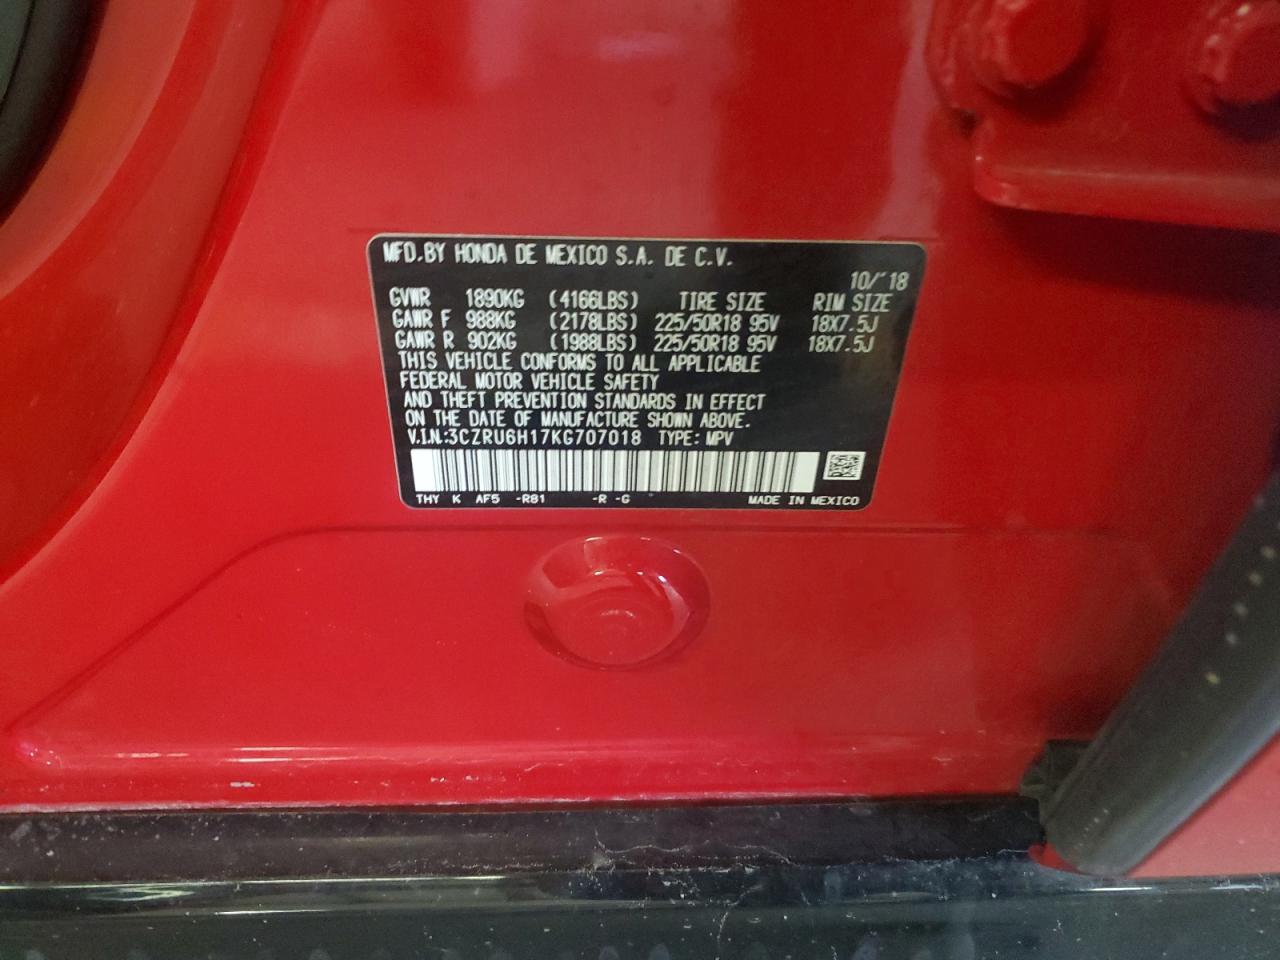 MFD.BY HONDA DE MEXICO S.A. DE C.V.
10/'18
GVWR 1890KG (4166LBS) TIRE SIZE RIM SIZE
GAWR F 988KG (2178LBS) 225/50R18 95V 18X7.5J
GAWR R 902KG (1988LBS) 225/50R18 95V 18X7.5J
THIS VEHICLE CONFORMS TO ALL APPLICABLE
FEDERAL MOTOR VEHICLE SAFETY
AND THEFT PREVENTION STANDARDS IN EFFECT
ON THE DATE OF MANUFACTURE SHOWN ABOVE.
V.I.N:3CZRU6H17KG707018 TYPE: MPV
THY K AF5 -R81 -R -G MADE IN MEXICO